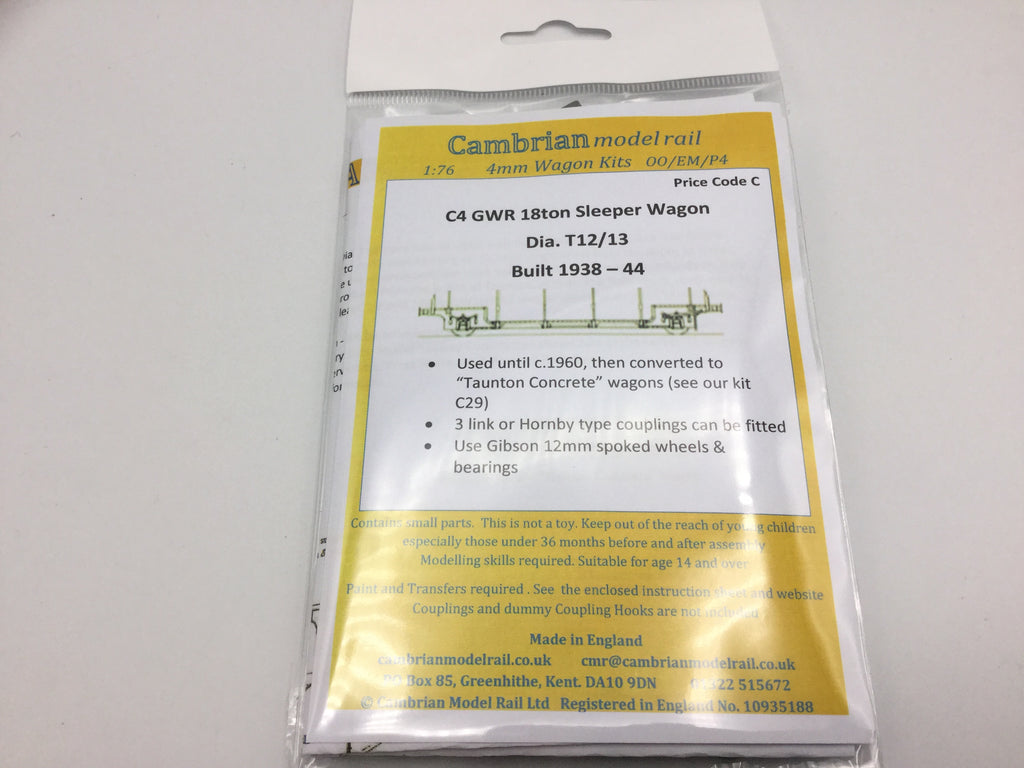 Cambrian model rail
1:76 4mm Wagon Kits OO/EM/P4
Price Code C
C4 GWR 18ton Sleeper Wagon
Dia. T12/13
Built 1938 – 44
• Used until c.1960, then converted to
"Taunton Concrete" wagons (see our kit
C29)
• 3 link or Hornby type couplings can be fitted
• Use Gibson 12mm spoked wheels &
bearings
Contains small parts. This is not a toy. Keep out of the reach of young children
especially those under 36 months before and after assembly
Modelling skills required. Suitable for age 14 and over
Paint and Transfers required . See the enclosed instruction sheet and website
Couplings and dummy Coupling Hooks are not included
Made in England
cambrianmodelrail.co.uk cmr@cambrianmodelrail.co.uk
PO Box 85, Greenhithe, Kent. DA10 9DN 01322 515672
© Cambrian Model Rail Ltd Registered in England No. 10935188